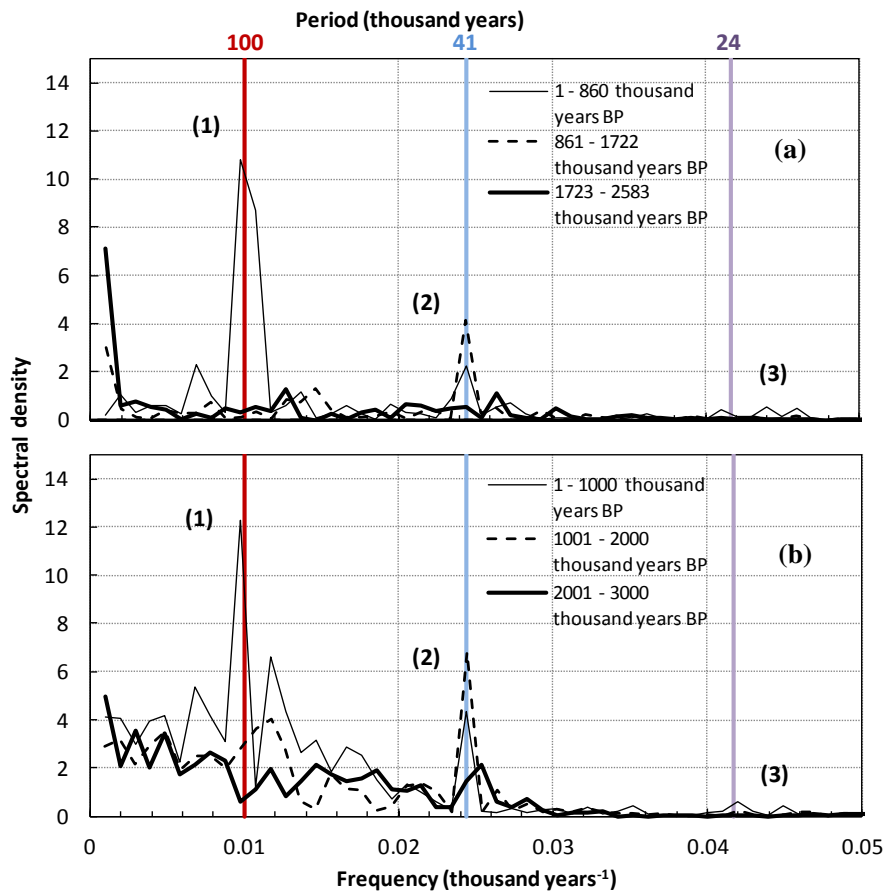 Period (thousand years)
100 41 24
14
12
10
8
6
4
2
0
(1)
(2)
(3)
1 - 860 thousand
years BP
861 - 1722
thousand years BP
1723 - 2583
thousand years BP
(a)
Spectral density
14
12
10
8
6
4
2
0
(1)
(2)
(3)
1 - 1000 thousand
years BP
1001 - 2000
thousand years BP
2001 - 3000
thousand years BP
(b)
0 0.01 0.02 0.03 0.04 0.05
Frequency (thousand years-1)